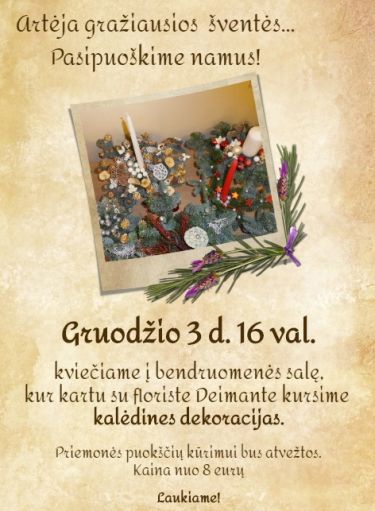 Artėja gražiausios šventės...
Pasipuoškime namus!
Gruodžio 3 d. 16 val.
kviečiame į bendruomenės salę,
kur kartu su floriste Deimante kursime
kalėdines dekoracijas.
Priemonės puokščių kūrimui bus atvežtos.
Kaina nuo 8 eurų
Laukiame!